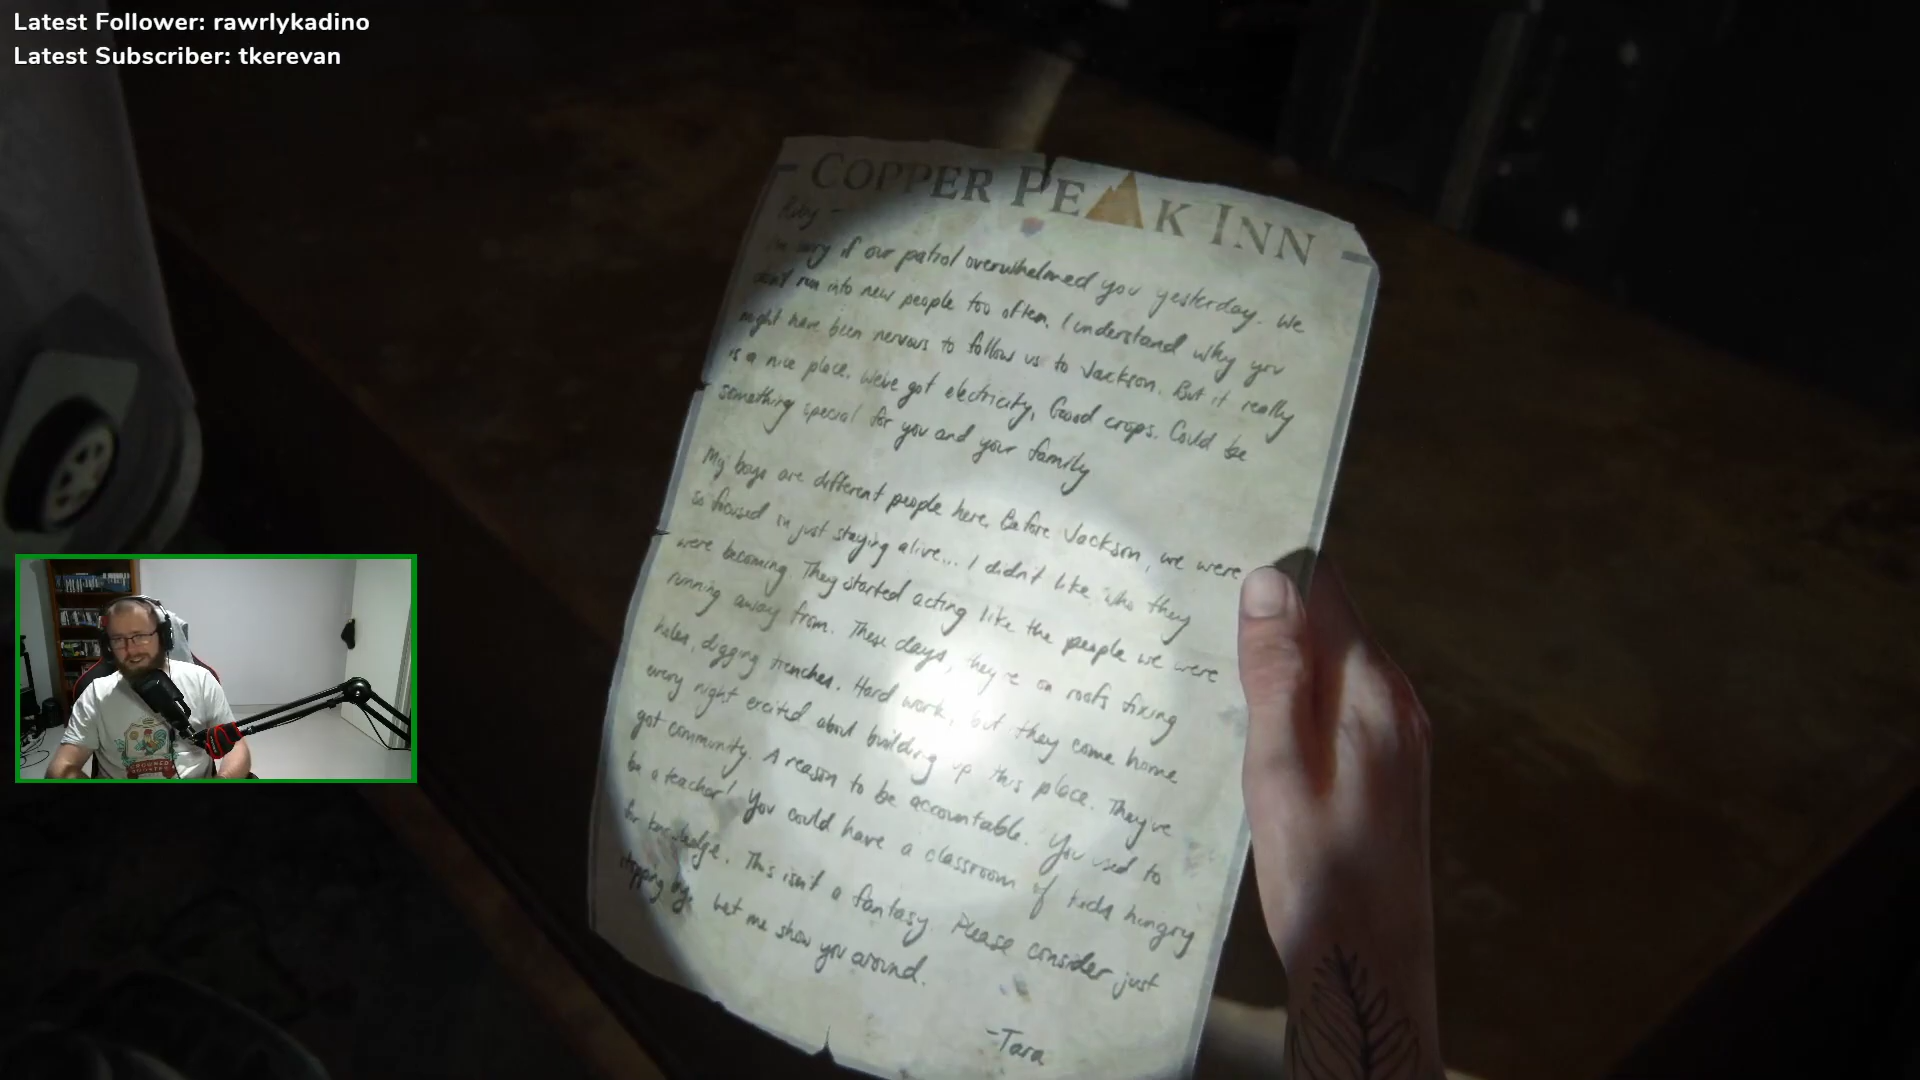 Latest Follower: rawrlykadino
Latest Subscriber: tkerevan
COPPER PEAK INN
Ruby -
I'm sorry if our patrol overwhelmed you yesterday. We
don't run into new people too often. I understand why you
might have been nervous to follow us to Jackson. But it really
is a nice place. We've got electricity, Good crops. Could be
something special for you and your family
My boys are different people here. Before Jackson, we were
so focused on just staying alive... I didn't like who they
were becoming. They started acting like the people we were
running away from. These days, they're on roofs fixing
holes, digging trenches. Hard work, but they come home
every night excited about building up this place. They've
got community. A reason to be accountable. You used to
be a teacher! You could have a classroom of kids hungry
for knowledge. This isn't a fantasy. Please consider just
stopping by. Let me show you around.
-Tara